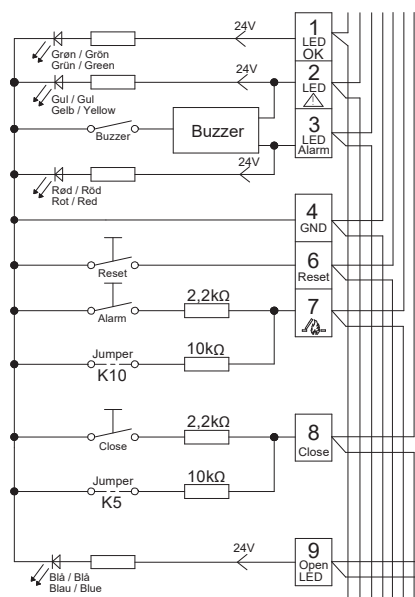 24V
1
LED
OK
Grøn / Grön
Grün / Green
24V
2
LED
Gul / Gul
Gelb / Yellow
Buzzer
Buzzer
3
LED
Alarm
24V
Rød / Röd
Rot / Red
4
GND
6
Reset
Reset
2,2kΩ
7
Alarm
Jumper
10kΩ
K10
2,2kΩ
8
Close
Close
Jumper
10kΩ
K5
24V
9
Open
LED
Blå / Blå
Blau / Blue